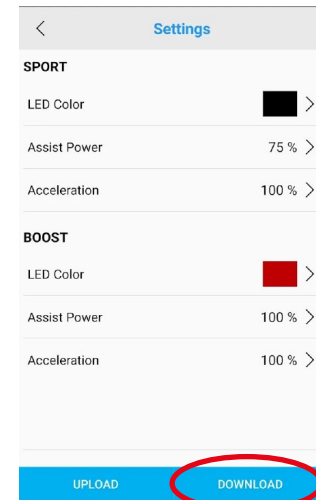 Settings
SPORT
LED Color
Assist Power 75 %
Acceleration 100 %
BOOST
LED Color
Assist Power 100 %
Acceleration 100 %
UPLOAD DOWNLOAD